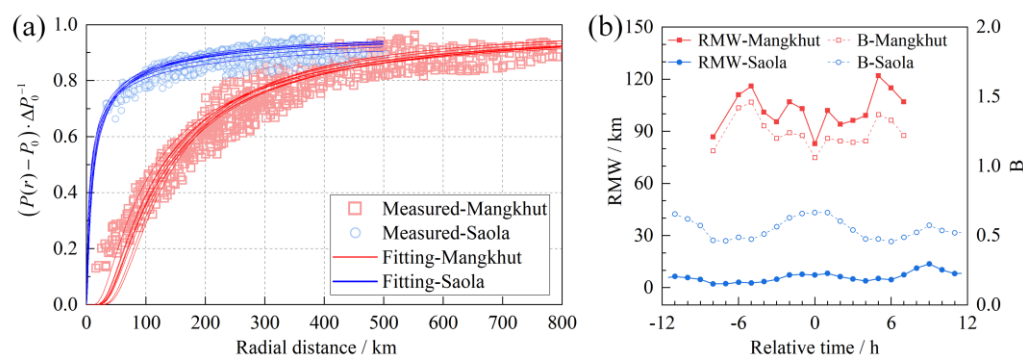 (a)
(P(r) − P₀) · ΔP₀⁻¹
1.0
0.8
0.6
0.4
0.2
0.0
Measured-Mangkhut
Measured-Saola
Fitting-Mangkhut
Fitting-Saola
0 100 200 300 400 500 600 700 800
Radial distance / km
(b)
RMW / km
150
120
90
60
30
0
RMW-Mangkhut B-Mangkhut
RMW-Saola B-Saola
2.0
1.5
1.0
0.5
0.0
B
-12 -6 0 6 12
Relative time / h